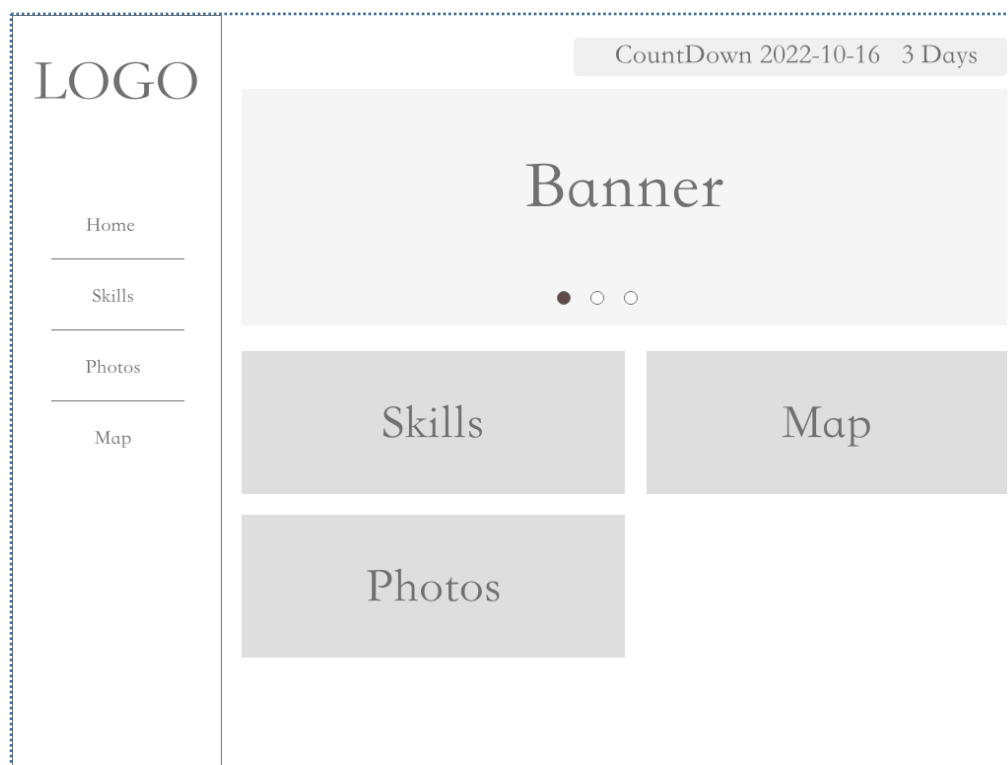 LOGO
Home
Skills
Photos
Map
CountDown 2022-10-16 3 Days
Banner
Skills
Map
Photos